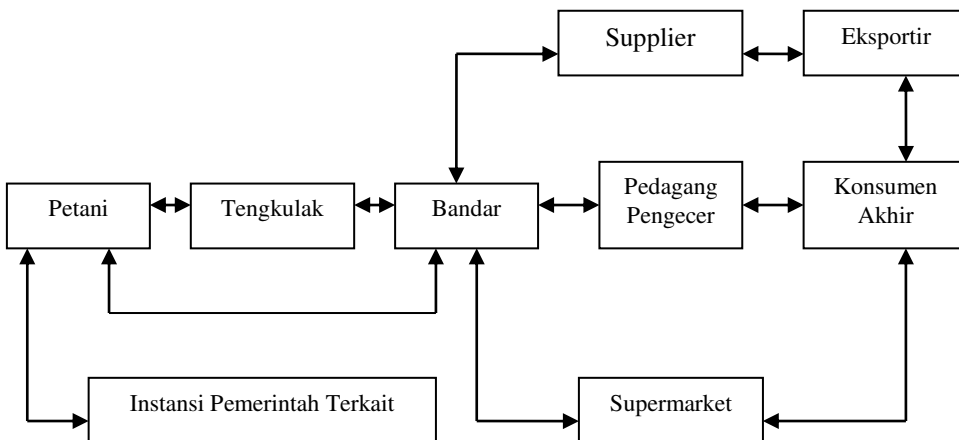 Supplier
Eksportir
Petani
Tengkulak
Bandar
Pedagang
Pengecer
Konsumen
Akhir
Instansi Pemerintah Terkait
Supermarket